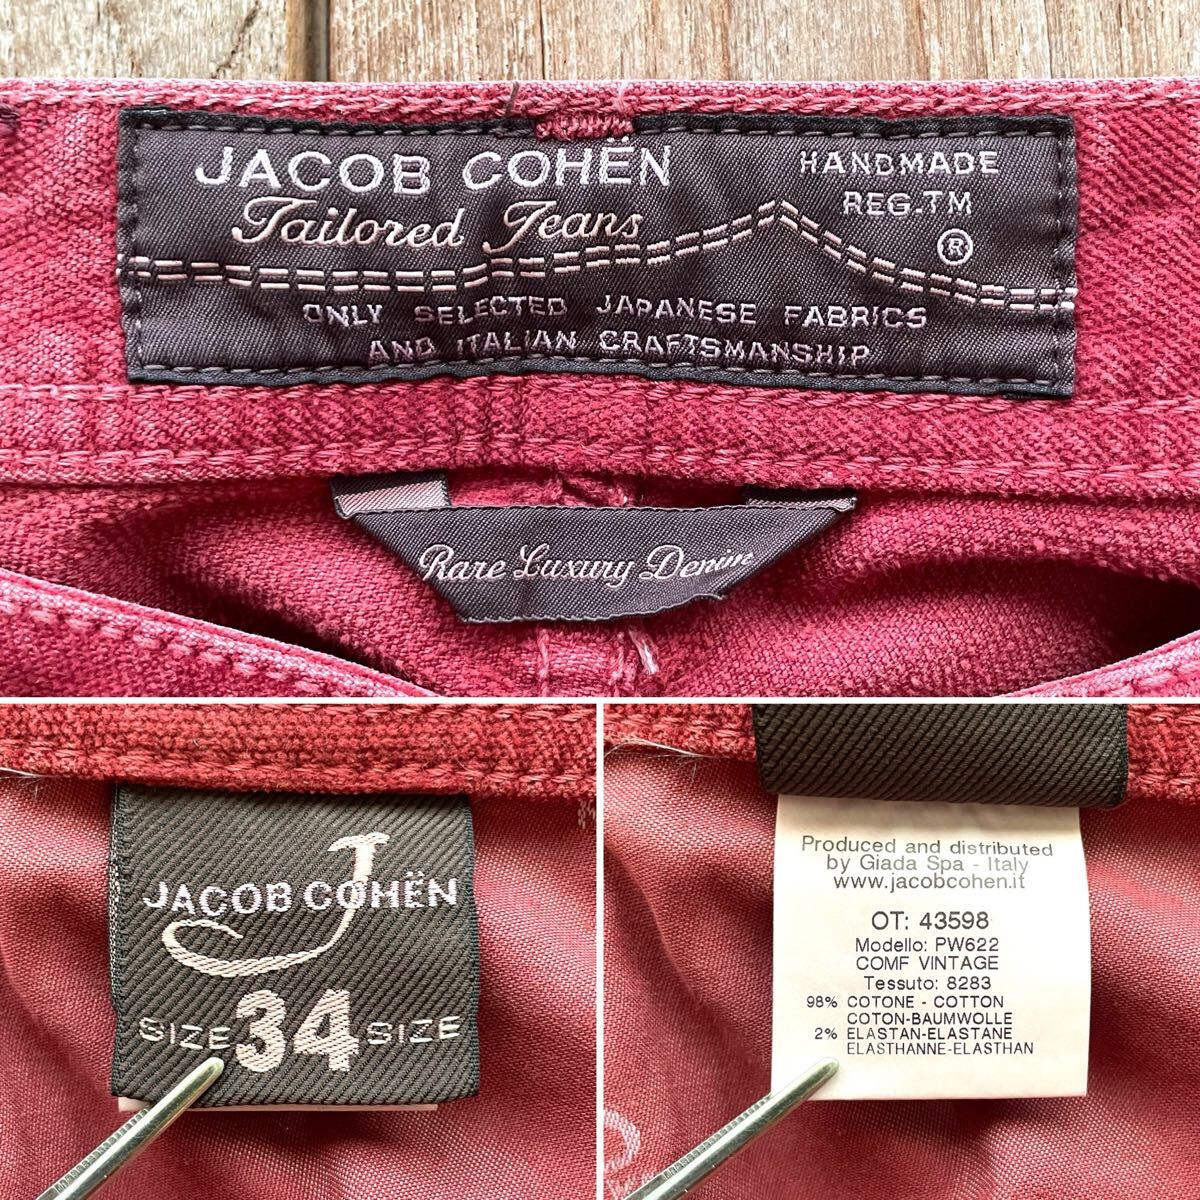 JACOB COHËN
Tailored Jeans
HANDMADE
REG.TM
®
ONLY SELECTED JAPANESE FABRICS
AND ITALIAN CRAFTSMANSHIP
Rare Luxury Denim
J
JACOB COHËN
SIZE 34 SIZE
Produced and distributed
by Giada Spa - Italy
www.jacobcohen.it
OT: 43598
Modello: PW622
COMF VINTAGE
Tessuto: 8283
98% COTONE - COTTON
COTON-BAUMWOLLE
2% ELASTAN-ELASTANE
ELASTHANNE-ELASTHAN